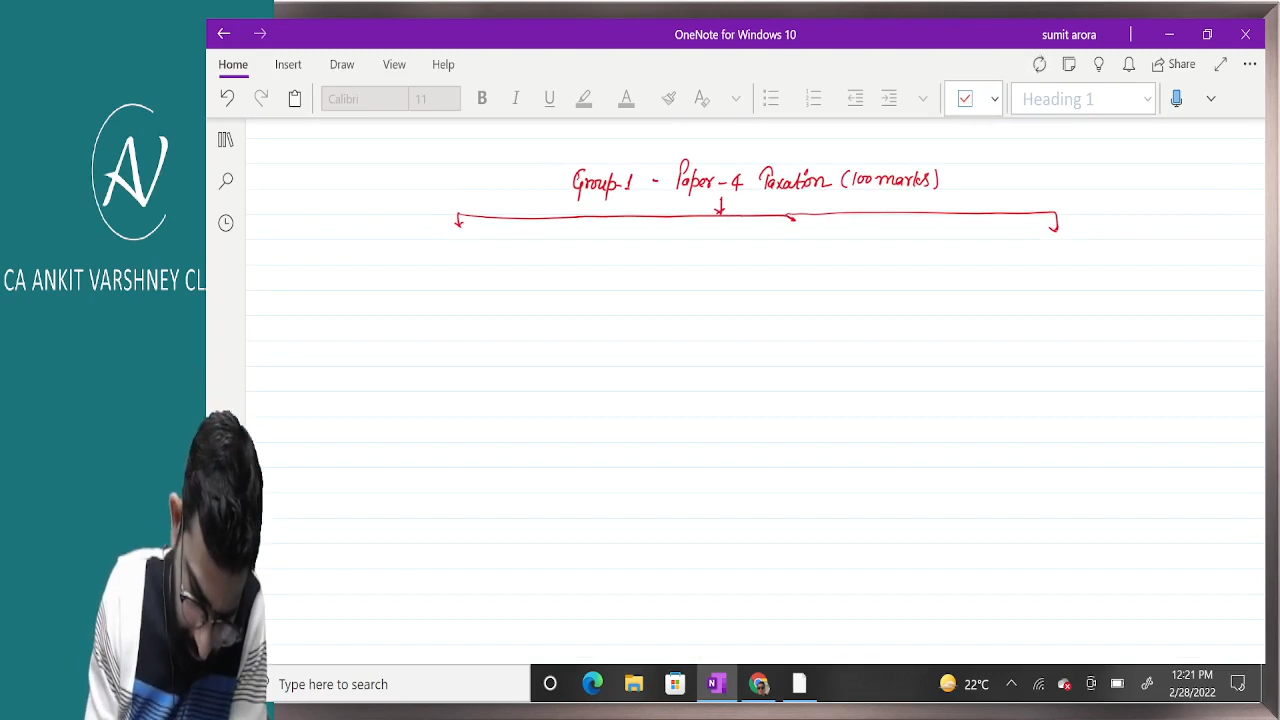 OneNote for Windows 10
sumit arora
Home Insert Draw View Help
Share
Calibri 11 B I U A Heading 1
Group-1 - Paper-4 Taxation (100 marks)
AV
CA ANKIT VARSHNEY CL
Type here to search
22°C
12:21 PM
2/28/2022